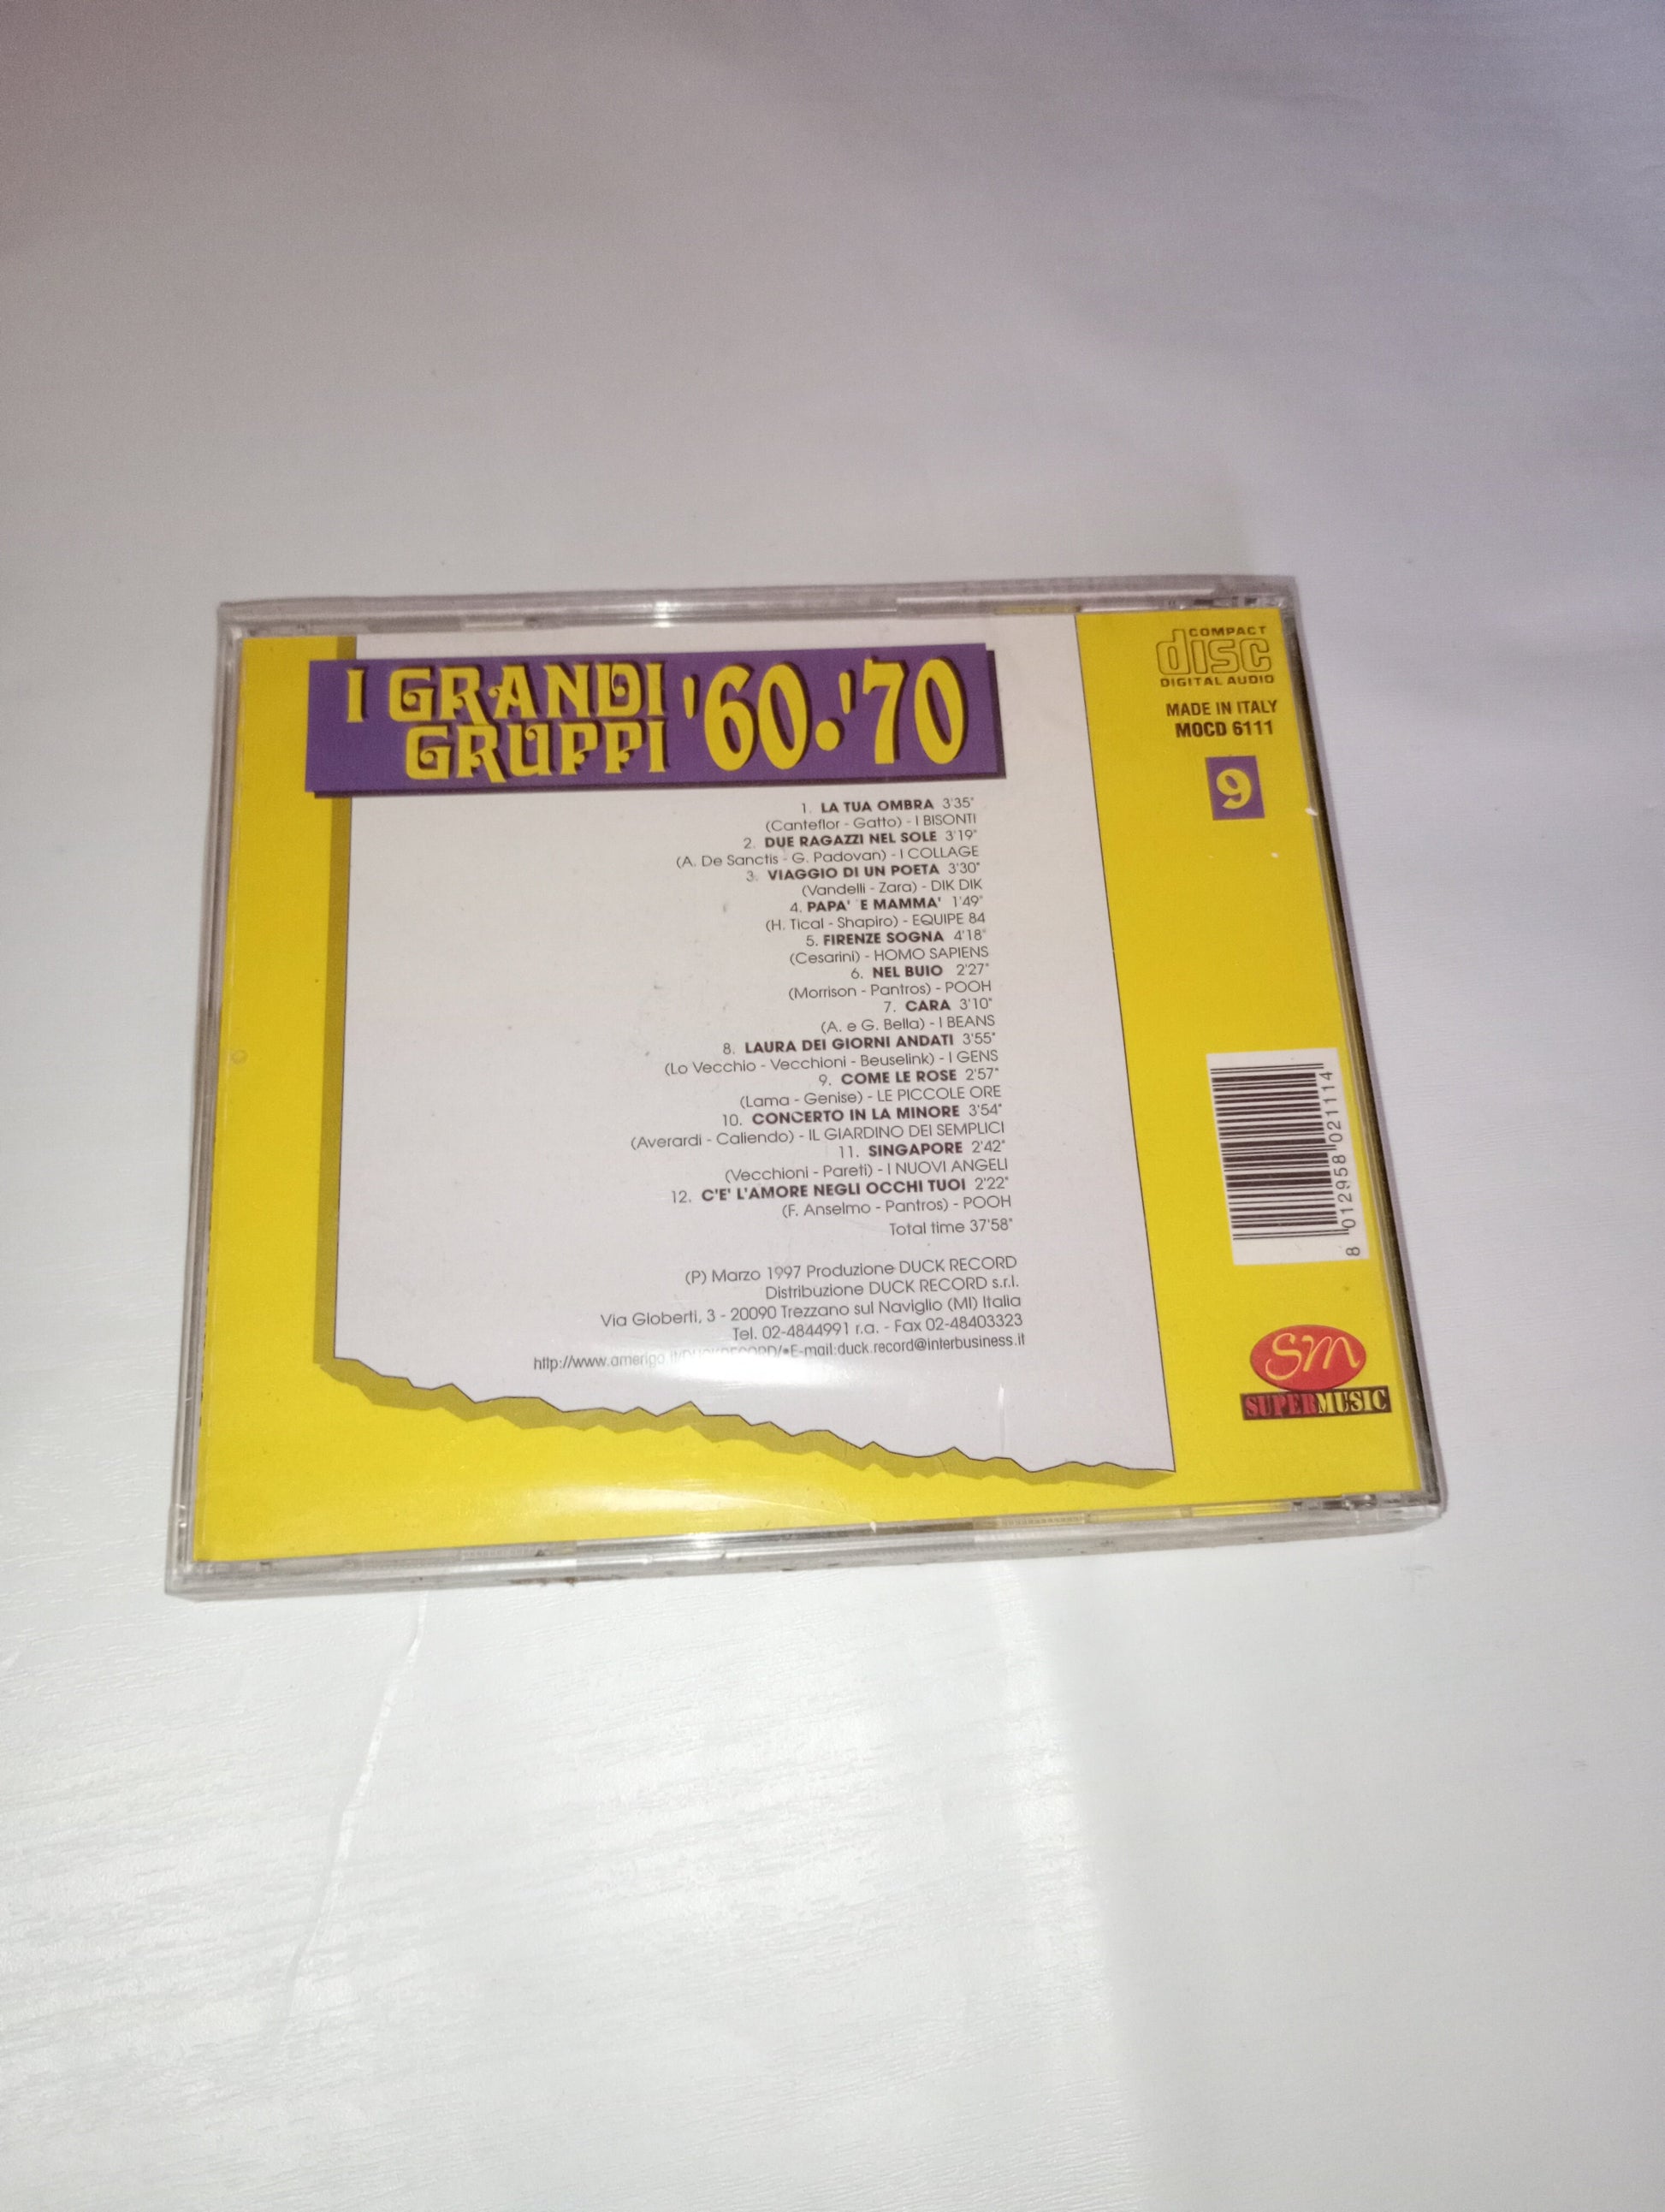 I GRANDI
GRUPPI '60•'70
1. LA TUA OMBRA 3'35"
(Canteflor - Gatto) - I BISONTI
2. DUE RAGAZZI NEL SOLE 3'19"
(A. De Sanctis - G. Padovan) - I COLLAGE
3. VIAGGIO DI UN POETA 3'30"
(Vandelli - Zara) - DIK DIK
4. PAPA' E MAMMA' 1'49"
(H. Tical - Shapiro) - EQUIPE 84
5. FIRENZE SOGNA 4'18"
(Cesarini) - HOMO SAPIENS
6. NEL BUIO 2'27"
(Morrison - Pantros) - POOH
7. CARA 3'10"
(A. e G. Bella) - I BEANS
8. LAURA DEI GIORNI ANDATI 3'55"
(Lo Vecchio - Vecchioni - Beuselink) - I GENS
9. COME LE ROSE 2'57"
(Lama - Genise) - LE PICCOLE ORE
10. CONCERTO IN LA MINORE 3'54"
(Averardi - Caliendo) - IL GIARDINO DEI SEMPLICI
11. SINGAPORE 2'42"
(Vecchioni - Pareti) - I NUOVI ANGELI
12. C'E' L'AMORE NEGLI OCCHI TUOI 2'22"
(F. Anselmo - Pantros) - POOH
Total time 37'58"
(P) Marzo 1997 Produzione DUCK RECORD
Distribuzione DUCK RECORD s.r.l.
Via Gioberti, 3 - 20090 Trezzano sul Naviglio (MI) Italia
Tel. 02-4844991 r.a. - Fax 02-48403323
http://www.amerigo.it/DUCKRECORD/•E-mail:duck.record@interbusiness.it
COMPACT
disc
DIGITAL AUDIO
MADE IN ITALY
MOCD 6111
9
8 012958 021114
SM
SUPERMUSIC